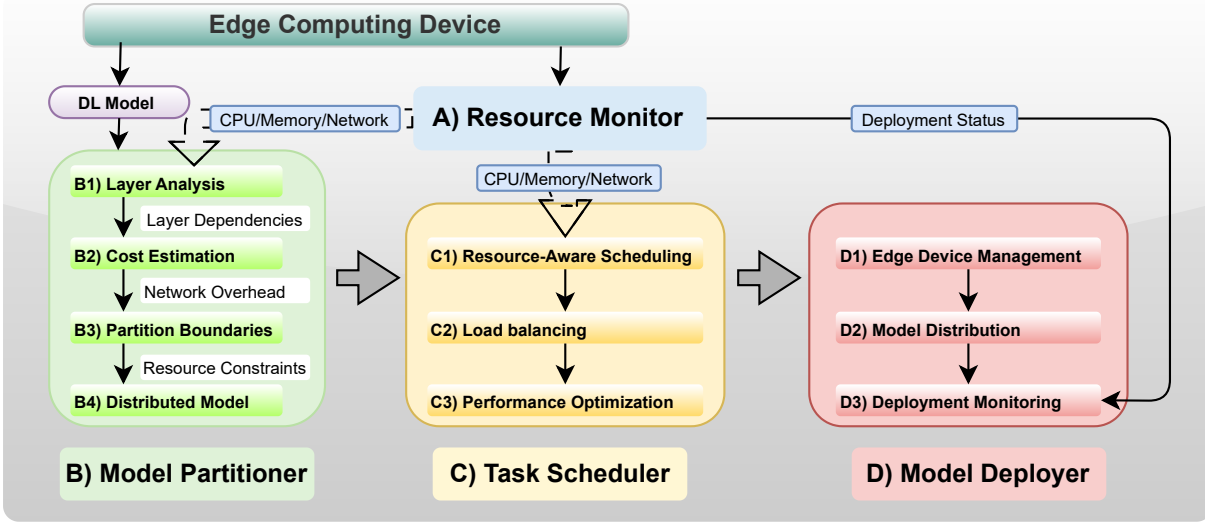 Edge Computing Device
DL Model
CPU/Memory/Network
A) Resource Monitor
Deployment Status
CPU/Memory/Network
B1) Layer Analysis
Layer Dependencies
B2) Cost Estimation
Network Overhead
B3) Partition Boundaries
Resource Constraints
B4) Distributed Model
B) Model Partitioner
C1) Resource-Aware Scheduling
C2) Load balancing
C3) Performance Optimization
C) Task Scheduler
D1) Edge Device Management
D2) Model Distribution
D3) Deployment Monitoring
D) Model Deployer